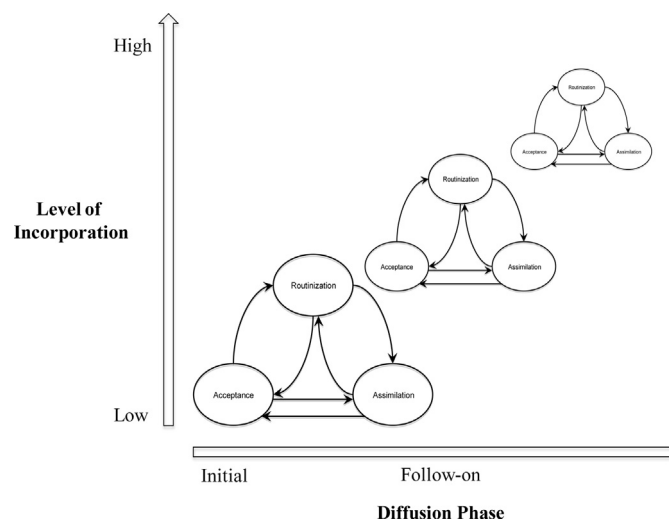 High
Routinization
Acceptance
Assimilation
Routinization
Level of
Incorporation
Acceptance
Assimilation
Routinization
Acceptance
Assimilation
Low
Initial
Follow-on
Diffusion Phase